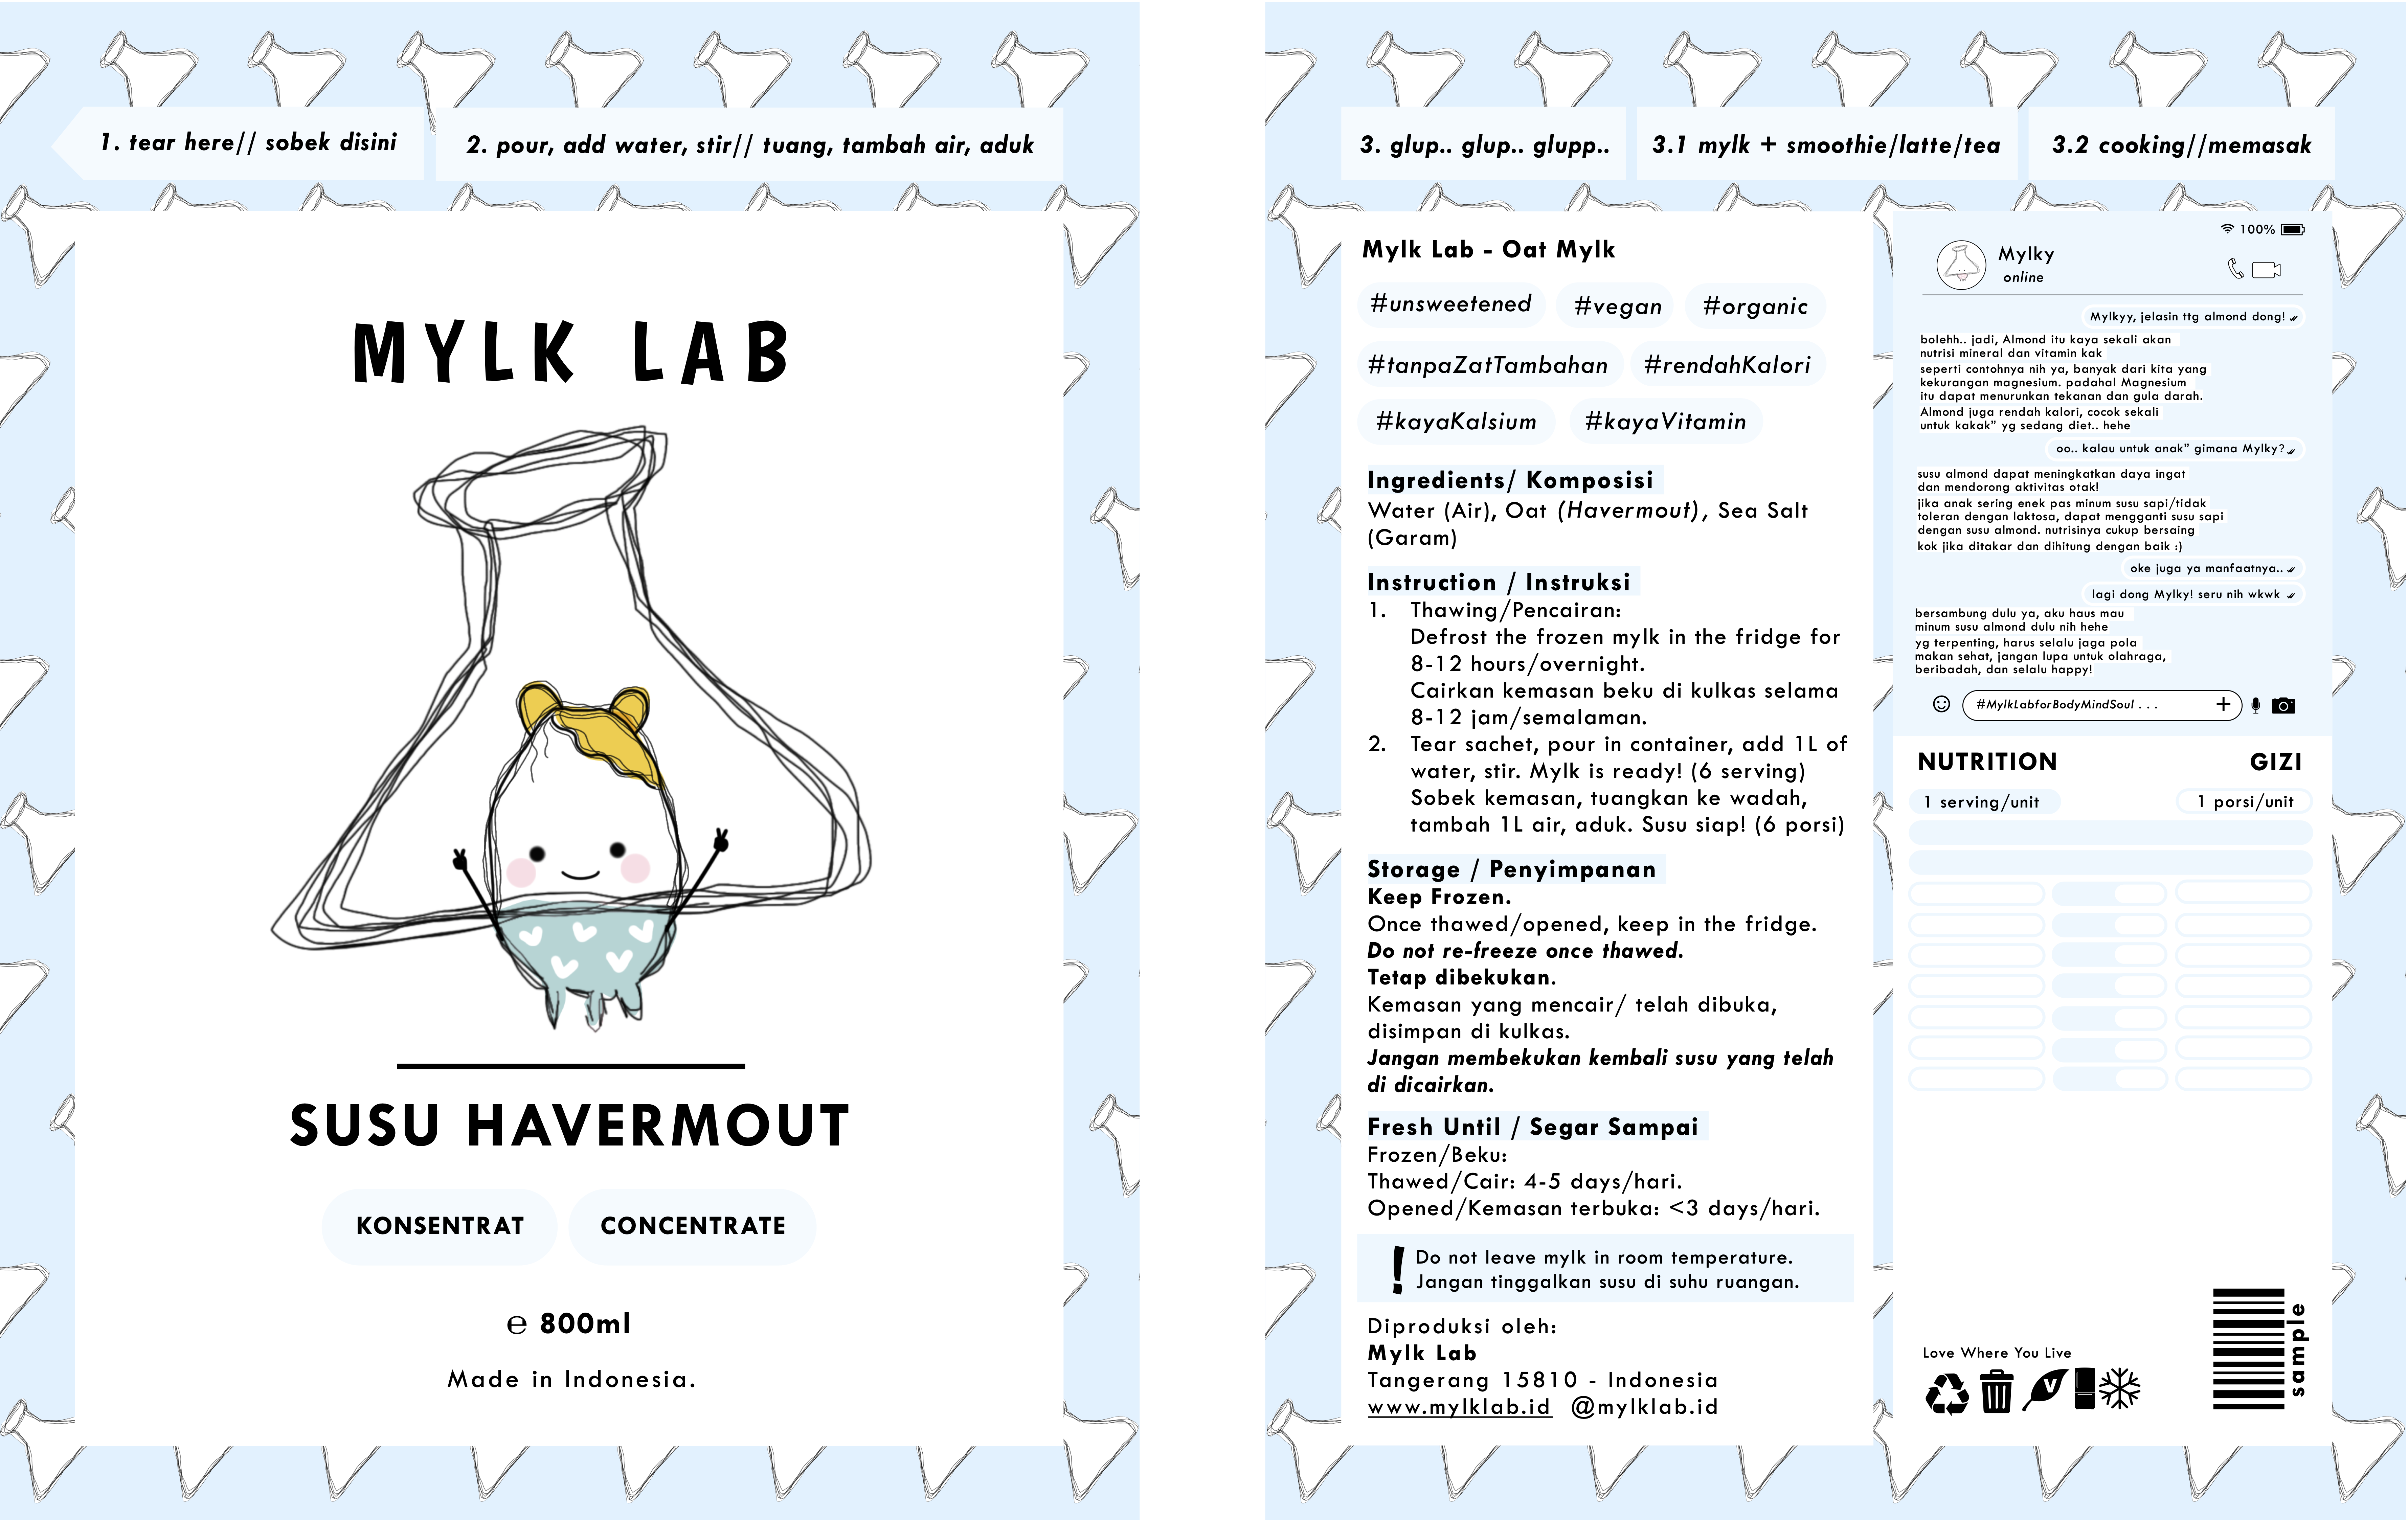 1. tear here// sobek disini
2. pour, add water, stir// tuang, tambah air, aduk
MYLK LAB
SUSU HAVERMOUT
KONSENTRAT
CONCENTRATE
℮ 800ml
Made in Indonesia.
3. glup.. glup.. glupp..
3.1 mylk + smoothie/latte/tea
3.2 cooking//memasak
Mylk Lab - Oat Mylk
#unsweetened #vegan #organic
#tanpaZatTambahan #rendahKalori
#kayaKalsium #kayaVitamin
Ingredients/ Komposisi
Water (Air), Oat (Havermout), Sea Salt
(Garam)
Instruction / Instruksi
1. Thawing/Pencairan:
Defrost the frozen mylk in the fridge for
8-12 hours/overnight.
Cairkan kemasan beku di kulkas selama
8-12 jam/semalaman.
2. Tear sachet, pour in container, add 1L of
water, stir. Mylk is ready! (6 serving)
Sobek kemasan, tuangkan ke wadah,
tambah 1L air, aduk. Susu siap! (6 porsi)
Storage / Penyimpanan
Keep Frozen.
Once thawed/opened, keep in the fridge.
Do not re-freeze once thawed.
Tetap dibekukan.
Kemasan yang mencair/ telah dibuka,
disimpan di kulkas.
Jangan membekukan kembali susu yang telah
di dicairkan.
Fresh Until / Segar Sampai
Frozen/Beku:
Thawed/Cair: 4-5 days/hari.
Opened/Kemasan terbuka: <3 days/hari.
! Do not leave mylk in room temperature.
Jangan tinggalkan susu di suhu ruangan.
Diproduksi oleh:
Mylk Lab
Tangerang 15810 - Indonesia
www.mylklab.id @mylklab.id
100%
Mylky
online
Mylkyy, jelasin ttg almond dong!
bolehh.. jadi, Almond itu kaya sekali akan
nutrisi mineral dan vitamin kak
seperti contohnya nih ya, banyak dari kita yang
kekurangan magnesium. padahal Magnesium
itu dapat menurunkan tekanan dan gula darah.
Almond juga rendah kalori, cocok sekali
untuk kakak” yg sedang diet.. hehe
oo.. kalau untuk anak” gimana Mylky?
susu almond dapat meningkatkan daya ingat
dan mendorong aktivitas otak!
jika anak sering enek pas minum susu sapi/tidak
toleran dengan laktosa, dapat mengganti susu sapi
dengan susu almond. nutrisinya cukup bersaing
kok jika ditakar dan dihitung dengan baik :)
oke juga ya manfaatnya..
lagi dong Mylky! seru nih wkwk
bersambung dulu ya, aku haus mau
minum susu almond dulu nih hehe
yg terpenting, harus selalu jaga pola
makan sehat, jangan lupa untuk olahraga,
beribadah, dan selalu happy!
#MylkLabforBodyMindSoul . . .
NUTRITION GIZI
1 serving/unit 1 porsi/unit
Love Where You Live
V
sample